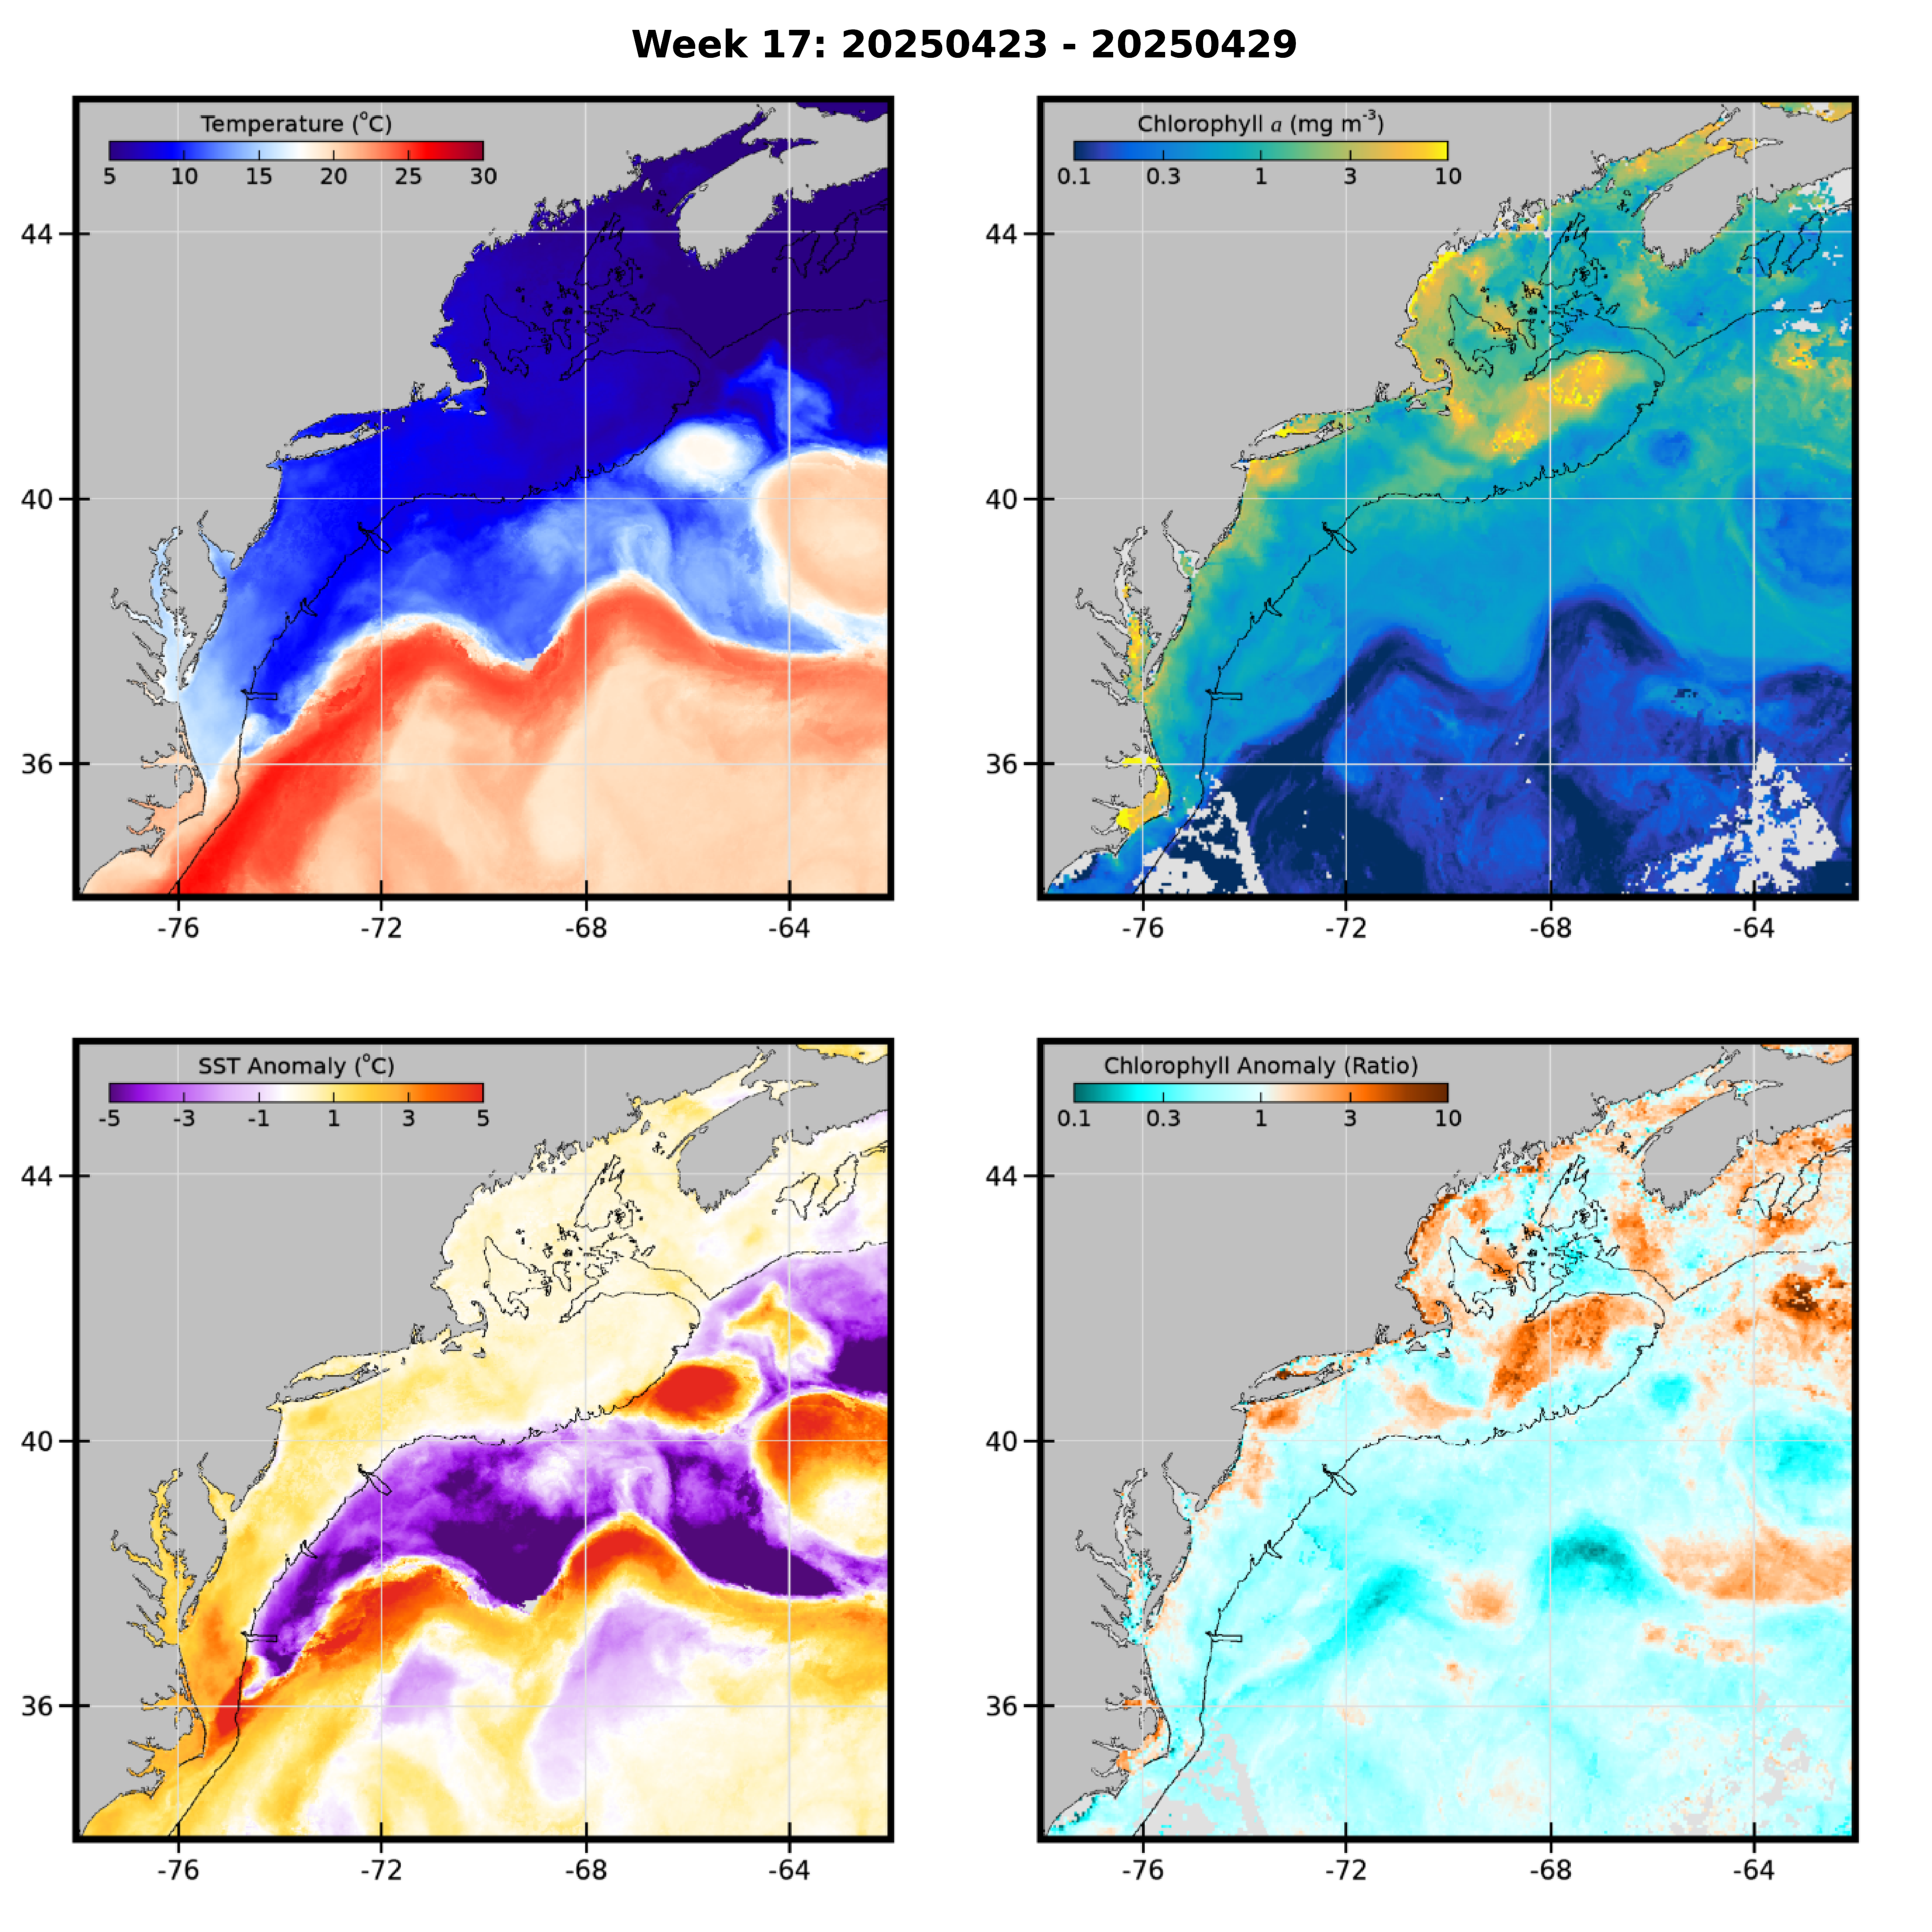 Week 17: 20250423 - 20250429
Temperature (°C)
5 10 15 20 25 30
44
40
36
-76 -72 -68 -64
Chlorophyll a (mg m⁻³)
0.1 0.3 1 3 10
44
40
36
-76 -72 -68 -64
SST Anomaly (°C)
-5 -3 -1 1 3 5
44
40
36
-76 -72 -68 -64
Chlorophyll Anomaly (Ratio)
0.1 0.3 1 3 10
44
40
36
-76 -72 -68 -64